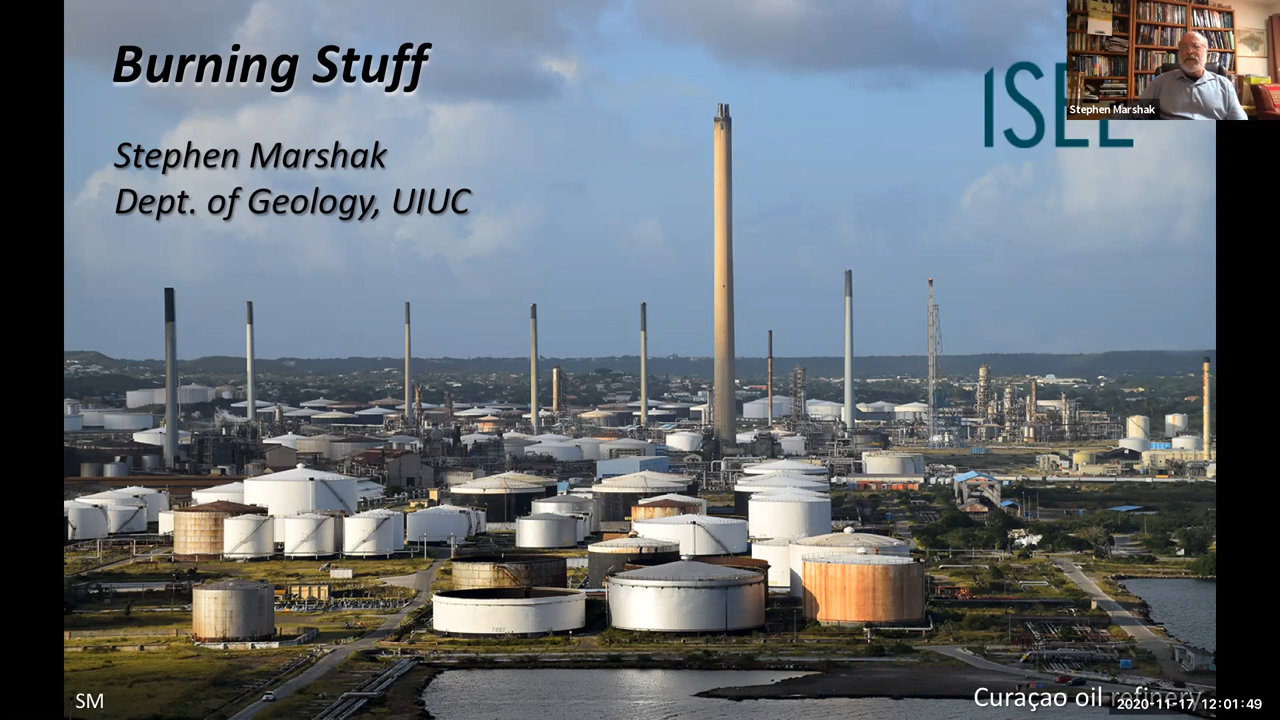 Burning Stuff
Stephen Marshak
Dept. of Geology, UIUC
ISEE
Stephen Marshak
SM
Curaçao oil refinery
2020-11-17 12:01:49